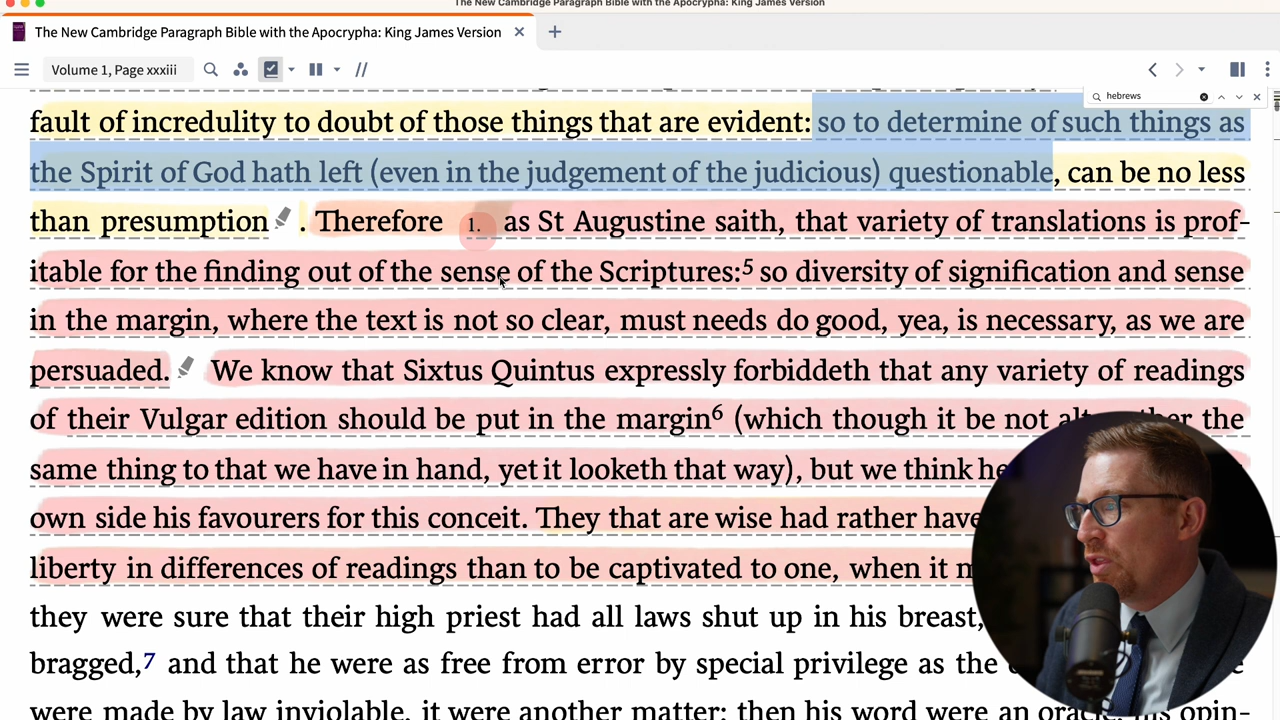 The New Cambridge Paragraph Bible with the Apocrypha: King James Version
The New Cambridge Paragraph Bible with the Apocrypha: King James Version
Volume 1, Page xxxiii
hebrews
fault of incredulity to doubt of those things that are evident: so to determine of such things as
the Spirit of God hath left (even in the judgement of the judicious) questionable, can be no less
than presumption . Therefore 1. as St Augustine saith, that variety of translations is prof-
itable for the finding out of the sense of the Scriptures:5 so diversity of signification and sense
in the margin, where the text is not so clear, must needs do good, yea, is necessary, as we are
persuaded. We know that Sixtus Quintus expressly forbiddeth that any variety of readings
of their Vulgar edition should be put in the margin6 (which though it be not the
same thing to that we have in hand, yet it looketh that way), but we think he
own side his favourers for this conceit. They that are wise had rather have
liberty in differences of readings than to be captivated to one, when it
they were sure that their high priest had all laws shut up in his breast,
bragged,7 and that he were as free from error by special privilege as the
were made by law inviolable, it were another matter: then his word were an oracle, his opin-